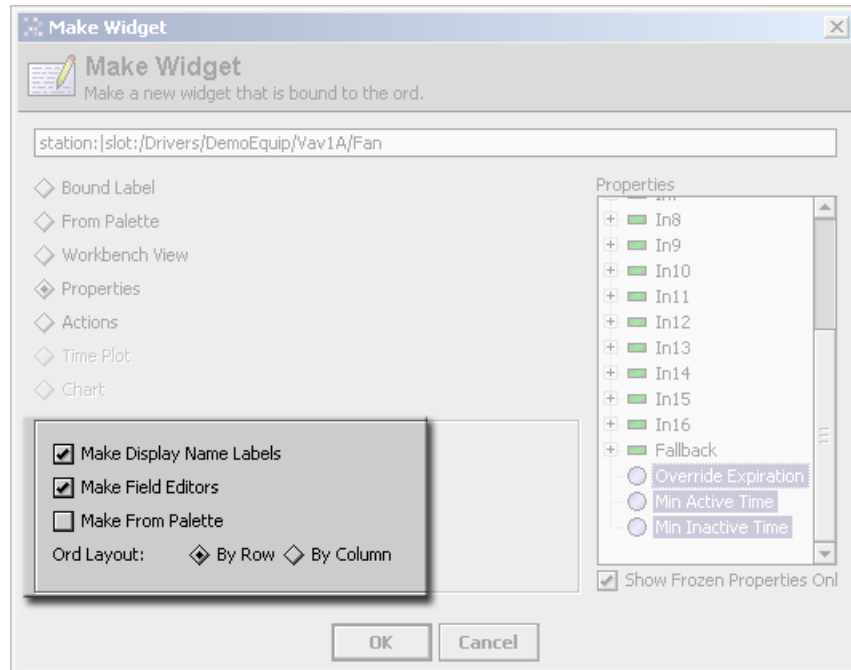 Make Widget
Make Widget
Make a new widget that is bound to the ord.
station:|slot:/Drivers/DemoEquip/Vav1A/Fan
Bound Label
From Palette
Workbench View
Properties
Actions
Time Plot
Chart
Make Display Name Labels
Make Field Editors
Make From Palette
Ord Layout: By Row By Column
Properties
In8
In9
In10
In11
In12
In13
In14
In15
In16
Fallback
Override Expiration
Min Active Time
Min Inactive Time
Show Frozen Properties Onl
OK Cancel